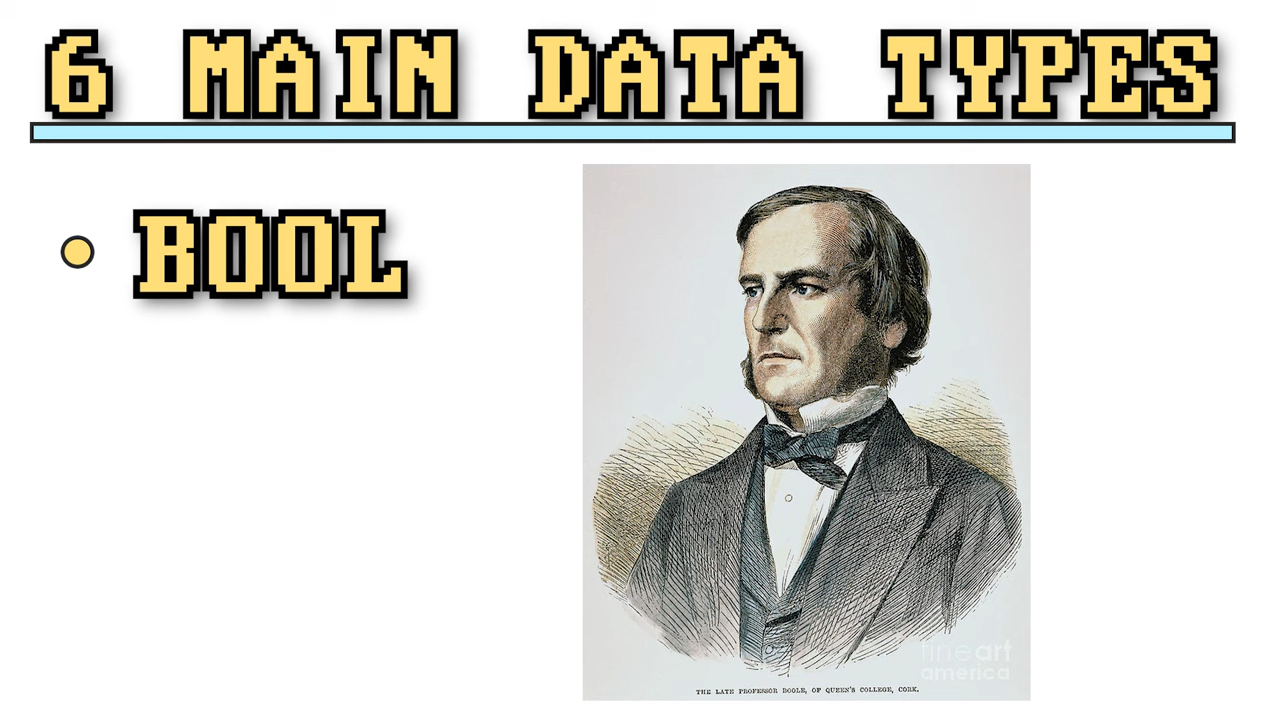 6 MAIN DATA TYPES
• BOOL
fineart
america
THE LATE PROFESSOR BOOLE, OF QUEEN'S COLLEGE, CORK.